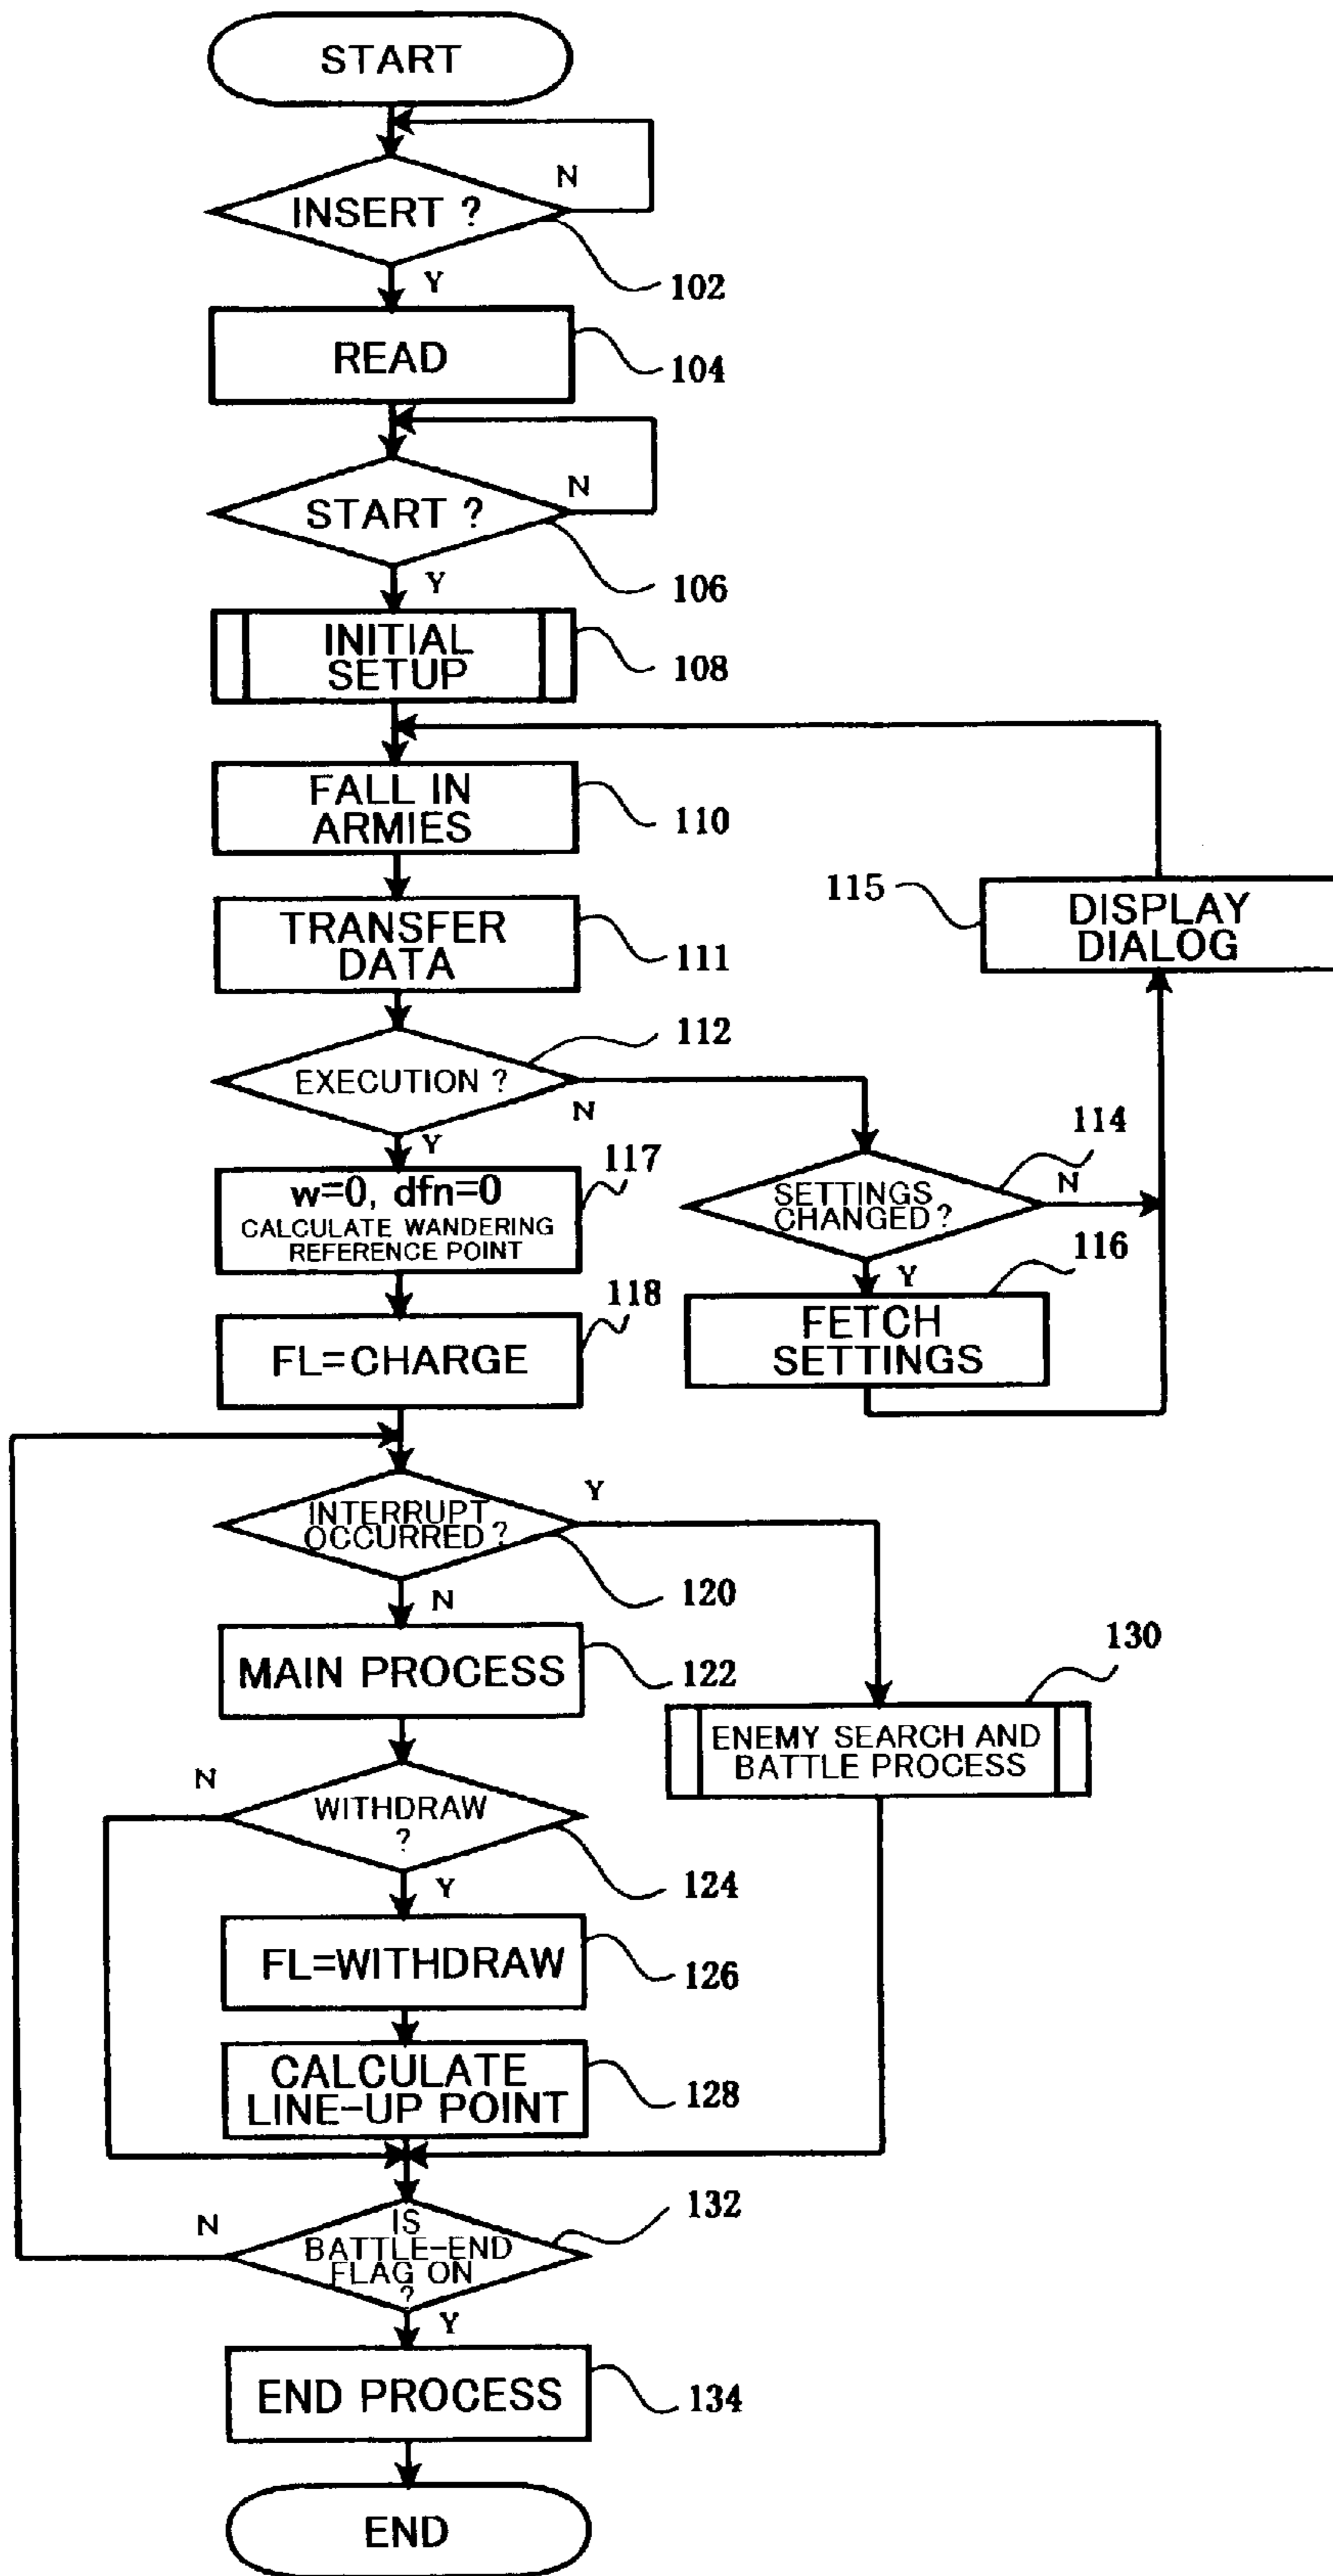 START
N
INSERT ?
102
Y
READ
104
N
START ?
106
Y
INITIAL
SETUP
108
FALL IN
ARMIES
110
115
DISPLAY
DIALOG
TRANSFER
DATA
111
112
EXECUTION ?
N
114
Y
117
SETTINGS
CHANGED ?
N
w=0, dfn=0
CALCULATE WANDERING
REFERENCE POINT
116
Y
118
FETCH
SETTINGS
FL=CHARGE
Y
INTERRUPT
OCCURRED ?
120
N
130
MAIN PROCESS
122
ENEMY SEARCH AND
BATTLE PROCESS
N
WITHDRAW
?
124
Y
FL=WITHDRAW
126
CALCULATE
LINE-UP POINT
128
132
N
IS
BATTLE-END
FLAG ON
?
Y
END PROCESS
134
END